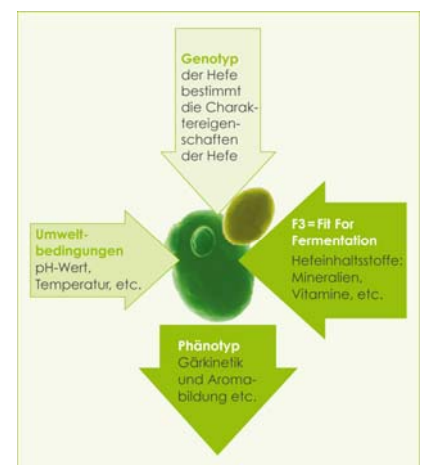 Genotyp
der Hefe
bestimmt
die Charak-
tereigen-
schaften
der Hefe
Umwelt-
bedingungen
pH-Wert,
Temperatur, etc.
F3=Fit For
Fermentation
Hefeinhaltsstoffe:
Mineralien,
Vitamine, etc.
Phänotyp
Gärkinetik
und Aroma-
bildung etc.